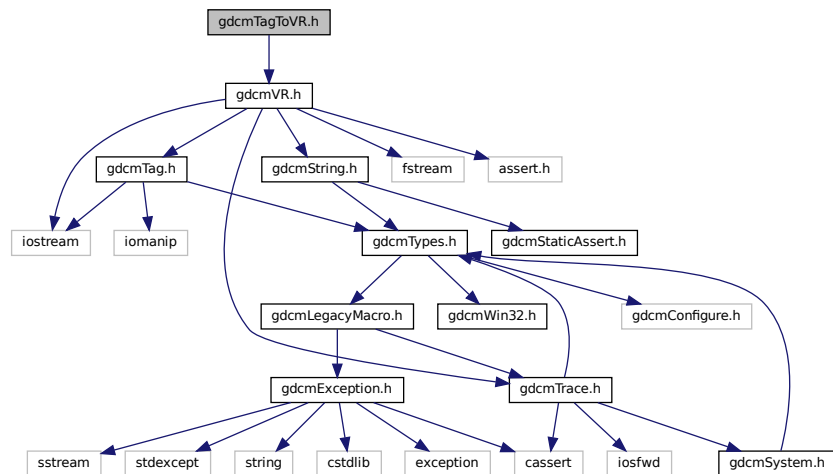 gdcmTagToVR.h
gdcmVR.h
gdcmTag.h
gdcmString.h
fstream
assert.h
iostream
iomanip
gdcmTypes.h
gdcmStaticAssert.h
gdcmLegacyMacro.h
gdcmWin32.h
gdcmConfigure.h
gdcmException.h
gdcmTrace.h
sstream
stdexcept
string
cstdlib
exception
cassert
iosfwd
gdcmSystem.h